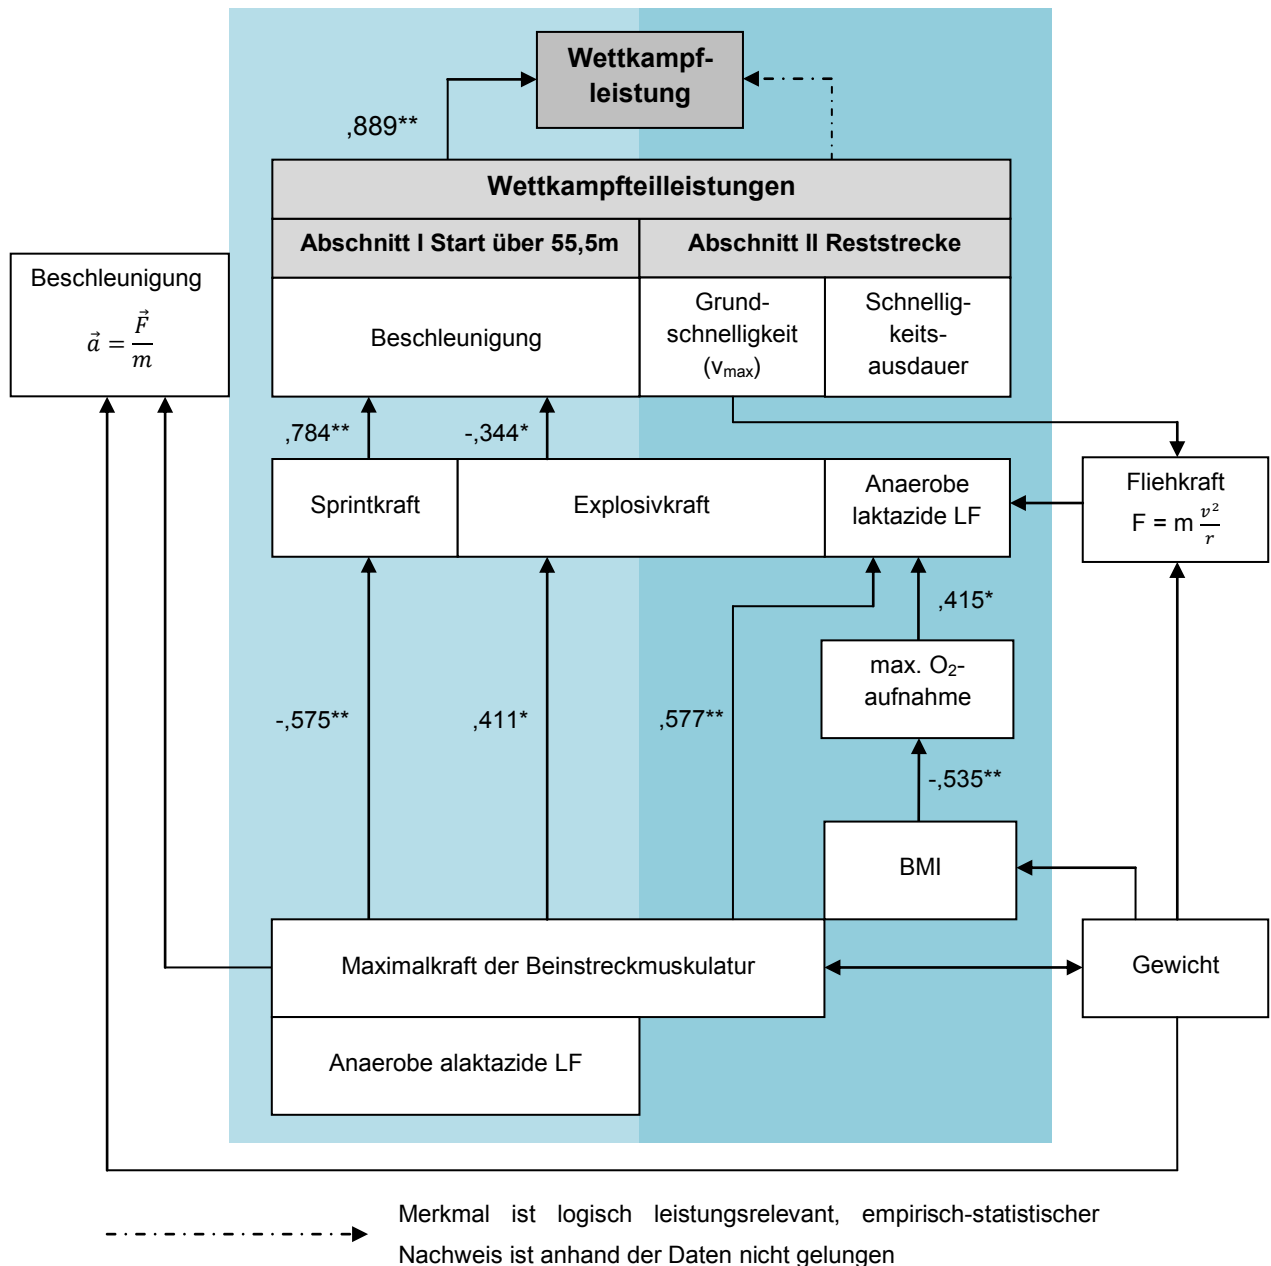 Wettkampf-
leistung
,889**
Wettkampfteilleistungen
Abschnitt I Start über 55,5m
Abschnitt II Reststrecke
Beschleunigung
a⃗ = F⃗/m
Beschleunigung
Grund-
schnelligkeit
(vmax)
Schnellig-
keits-
ausdauer
,784**
-,344*
Sprintkraft
Explosivkraft
Anaerobe
laktazide LF
Fliehkraft
F = m v²/r
,415*
max. O₂-
aufnahme
-,575**
,411*
,577**
-,535**
BMI
Maximalkraft der Beinstreckmuskulatur
Gewicht
Anaerobe alaktazide LF
Merkmal ist logisch leistungsrelevant, empirisch-statistischer
Nachweis ist anhand der Daten nicht gelungen